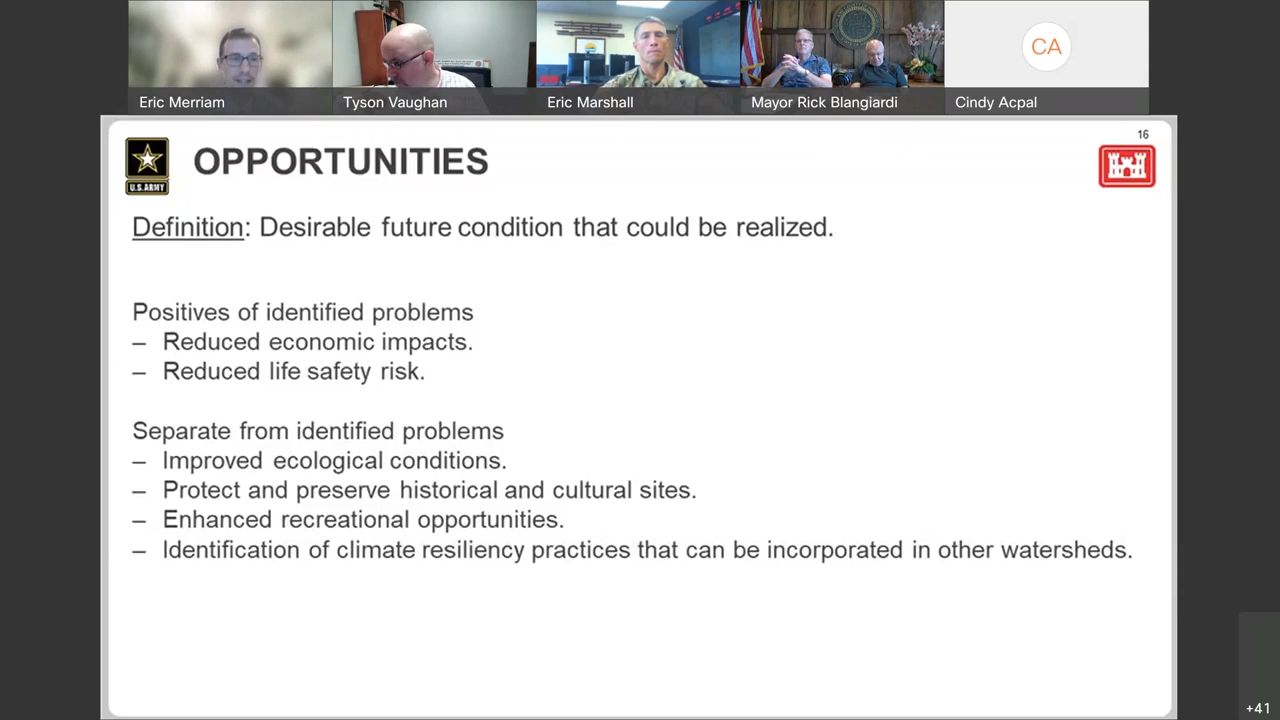 Eric Merriam
Tyson Vaughan
Eric Marshall
Mayor Rick Blangiardi
CA
Cindy Acpal
16
U.S.ARMY
OPPORTUNITIES
Definition: Desirable future condition that could be realized.
Positives of identified problems
– Reduced economic impacts.
– Reduced life safety risk.
Separate from identified problems
– Improved ecological conditions.
– Protect and preserve historical and cultural sites.
– Enhanced recreational opportunities.
– Identification of climate resiliency practices that can be incorporated in other watersheds.
+41